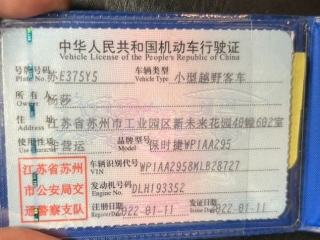 中华人民共和国机动车行驶证
Vehicle License of the People's Republic of China
号牌号码 苏E375Y5 车辆类型 小型越野客车
Plate No. Vehicle Type
所有人 杨莎
Owner
住址 江苏省苏州市工业园区新未来花园40幢602室
Address
使用性质 非营运 品牌型号 保时捷WP1AA295
江苏省苏州 车辆识别代号 WP1AA2958MLB28727
VIN
市公安局交 发动机号码 DLH193352
Engine No.
通警察支队 注册日期 2022-01-11 发证日期 2022-01-11
Register Date Issue Date